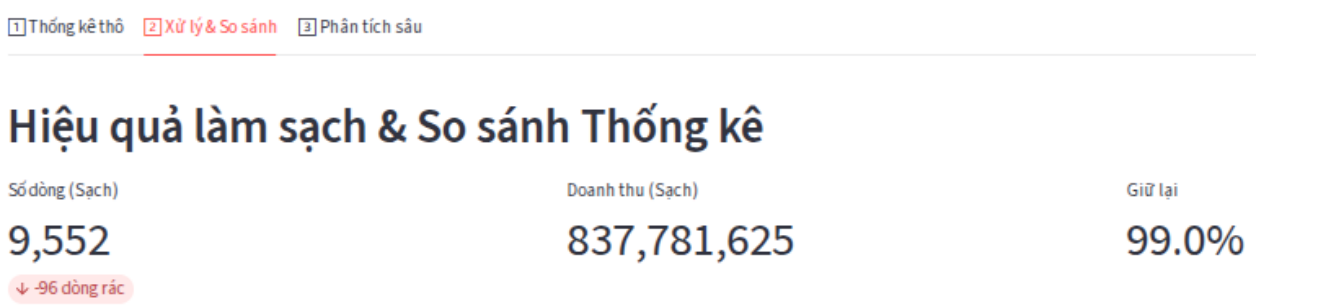 1 Thống kê thô 2 Xử lý & So sánh 3 Phân tích sâu
Hiệu quả làm sạch & So sánh Thống kê
Số dòng (Sạch) Doanh thu (Sạch) Giữ lại
9,552 837,781,625 99.0%
↓ -96 dòng rác